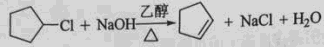 Cl + NaOH 乙醇 △ + NaCl + H₂O